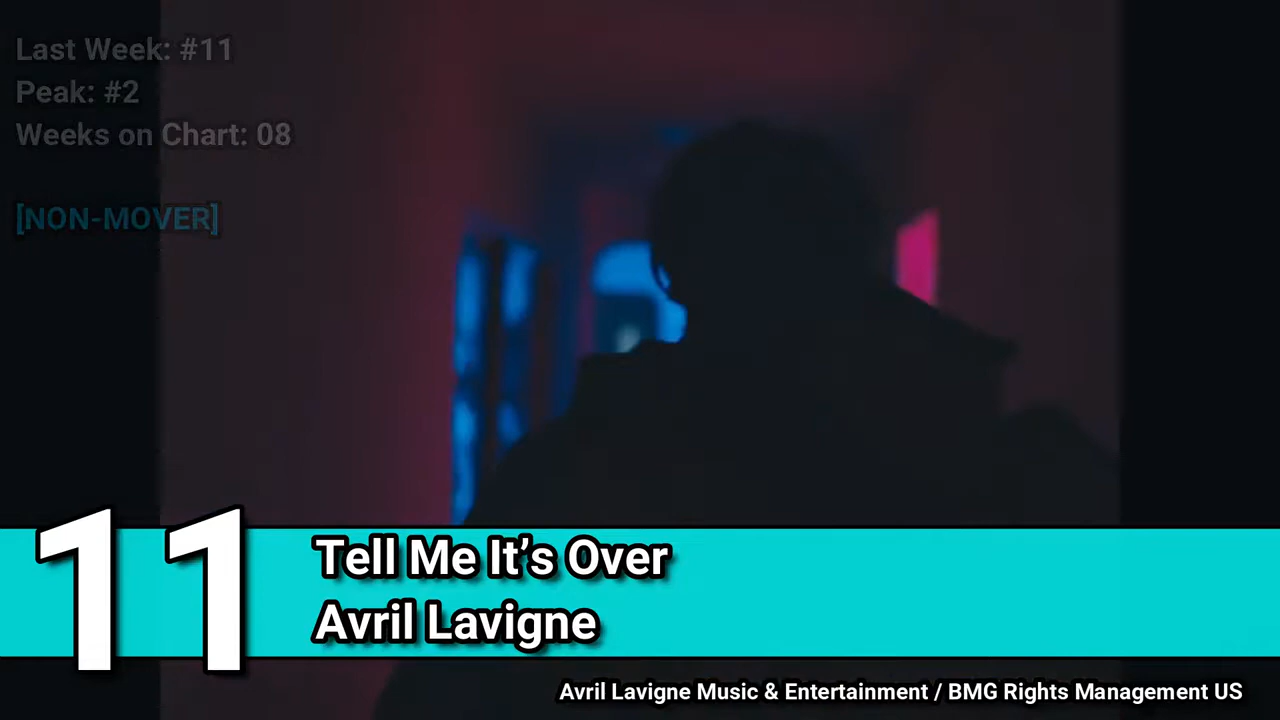 Last Week: #11
Peak: #2
Weeks on Chart: 08
[NON-MOVER]
11
Tell Me It’s Over
Avril Lavigne
Avril Lavigne Music & Entertainment / BMG Rights Management US